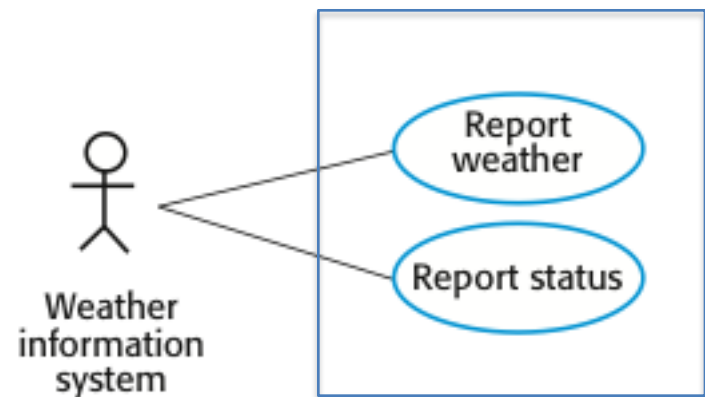 Report
weather
Report status
Weather
information
system